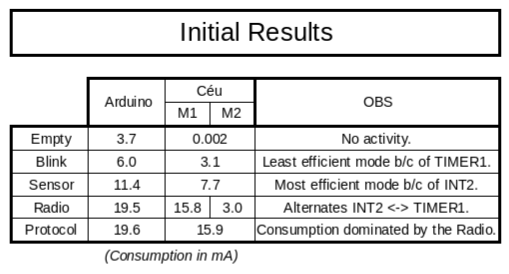 Initial Results
Arduino Céu OBS
M1 M2
Empty 3.7 0.002 No activity.
Blink 6.0 3.1 Least efficient mode b/c of TIMER1.
Sensor 11.4 7.7 Most efficient mode b/c of INT2.
Radio 19.5 15.8 3.0 Alternates INT2 <-> TIMER1.
Protocol 19.6 15.9 Consumption dominated by the Radio.
(Consumption in mA)